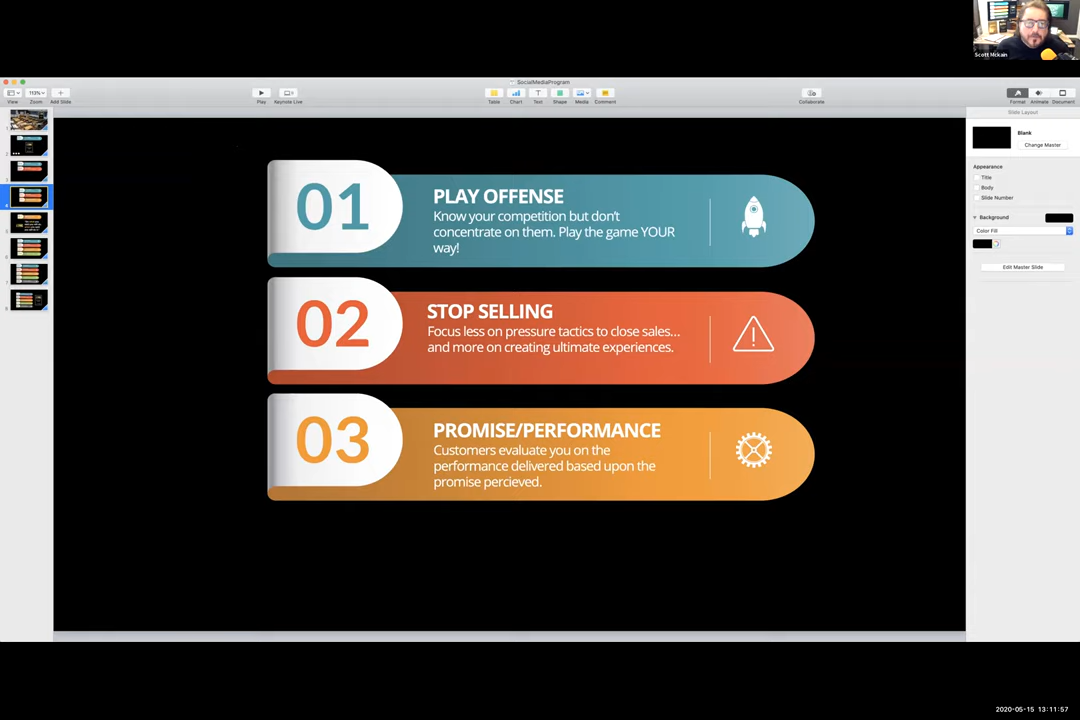 Scott Mckain
SocialMediaProgram
113%
View
Zoom
Add Slide
Play
Keynote Live
Table
Chart
Text
Shape
Media
Comment
Collaborate
Format
Animate
Document
Slide Layout
Blank
Change Master
Appearance
Title
Body
Slide Number
Background
Color Fill
Edit Master Slide
01
PLAY OFFENSE
Know your competition but don't
concentrate on them. Play the game YOUR
way!
02
STOP SELLING
Focus less on pressure tactics to close sales...
and more on creating ultimate experiences.
03
PROMISE/PERFORMANCE
Customers evaluate you on the
performance delivered based upon the
promise percieved.
2020-05-15 13:11:57